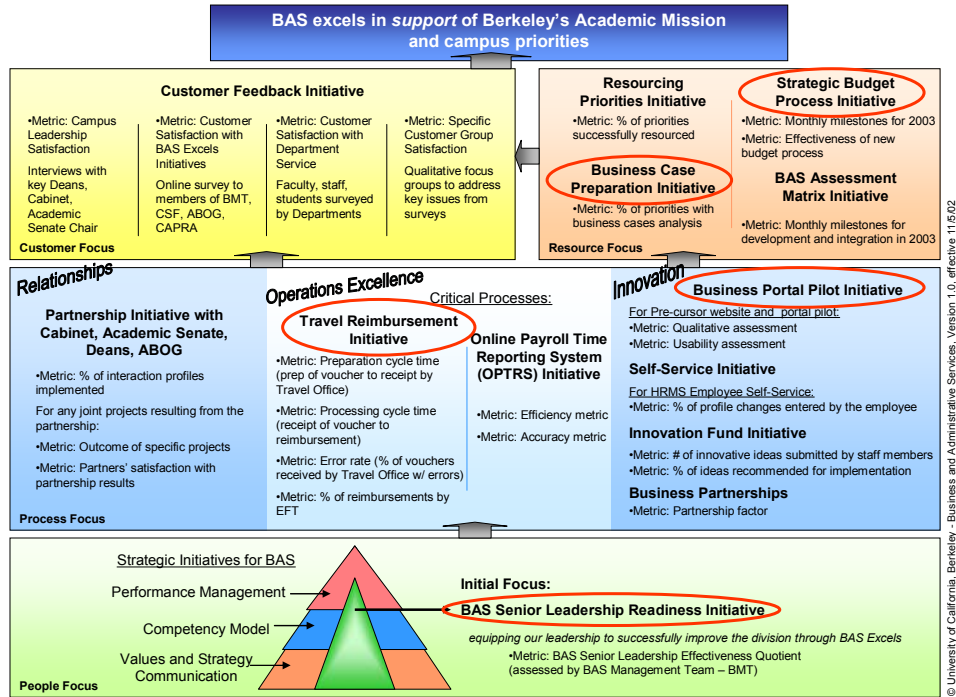 BAS excels in support of Berkeley's Academic Mission
and campus priorities
Customer Feedback Initiative
•Metric: Campus
Leadership
Satisfaction
Interviews with
key Deans,
Cabinet,
Academic
Senate Chair
•Metric: Customer
Satisfaction with
BAS Excels
Initiatives
Online survey to
members of BMT,
CSF, ABOG,
CAPRA
•Metric: Customer
Satisfaction with
Department
Service
Faculty, staff,
students surveyed
by Departments
•Metric: Specific
Customer Group
Satisfaction
Qualitative focus
groups to address
key issues from
surveys
Customer Focus
Resourcing
Priorities Initiative
•Metric: % of priorities
successfully resourced
Business Case
Preparation Initiative
•Metric: % of priorities with
business cases analysis
Strategic Budget
Process Initiative
•Metric: Monthly milestones for 2003
•Metric: Effectiveness of new
budget process
BAS Assessment
Matrix Initiative
•Metric: Monthly milestones for
development and integration in 2003
Resource Focus
Relationships
Partnership Initiative with
Cabinet, Academic Senate,
Deans, ABOG
•Metric: % of interaction profiles
implemented
For any joint projects resulting from the
partnership:
•Metric: Outcome of specific projects
•Metric: Partners' satisfaction with
partnership results
Process Focus
Operations Excellence
Critical Processes:
Travel Reimbursement
Initiative
•Metric: Preparation cycle time
(prep of voucher to receipt by
Travel Office)
•Metric: Processing cycle time
(receipt of voucher to
reimbursement)
•Metric: Error rate (% of vouchers
received by Travel Office w/ errors)
•Metric: % of reimbursements by
EFT
Online Payroll Time
Reporting System
(OPTRS) Initiative
•Metric: Efficiency metric
•Metric: Accuracy metric
Innovation
Business Portal Pilot Initiative
For Pre-cursor website and portal pilot:
•Metric: Qualitative assessment
•Metric: Usability assessment
Self-Service Initiative
For HRMS Employee Self-Service:
•Metric: % of profile changes entered by the employee
Innovation Fund Initiative
•Metric: # of innovative ideas submitted by staff members
•Metric: % of ideas recommended for implementation
Business Partnerships
•Metric: Partnership factor
Strategic Initiatives for BAS
Performance Management
Competency Model
Values and Strategy
Communication
People Focus
Initial Focus:
BAS Senior Leadership Readiness Initiative
equipping our leadership to successfully improve the division through BAS Excels
•Metric: BAS Senior Leadership Effectiveness Quotient
(assessed by BAS Management Team – BMT)
© University of California, Berkeley - Business and Administrative Services, Version 1.0, effective 11/5/02